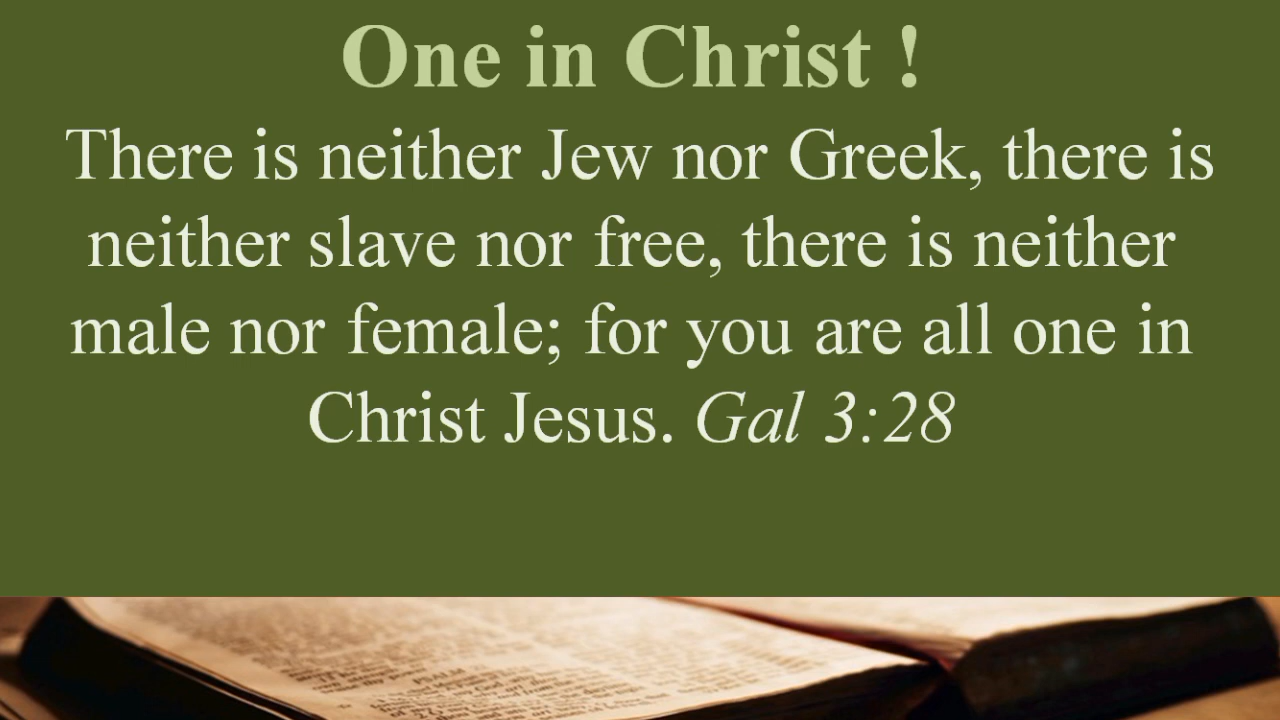 One in Christ !
There is neither Jew nor Greek, there is
neither slave nor free, there is neither
male nor female; for you are all one in
Christ Jesus. Gal 3:28